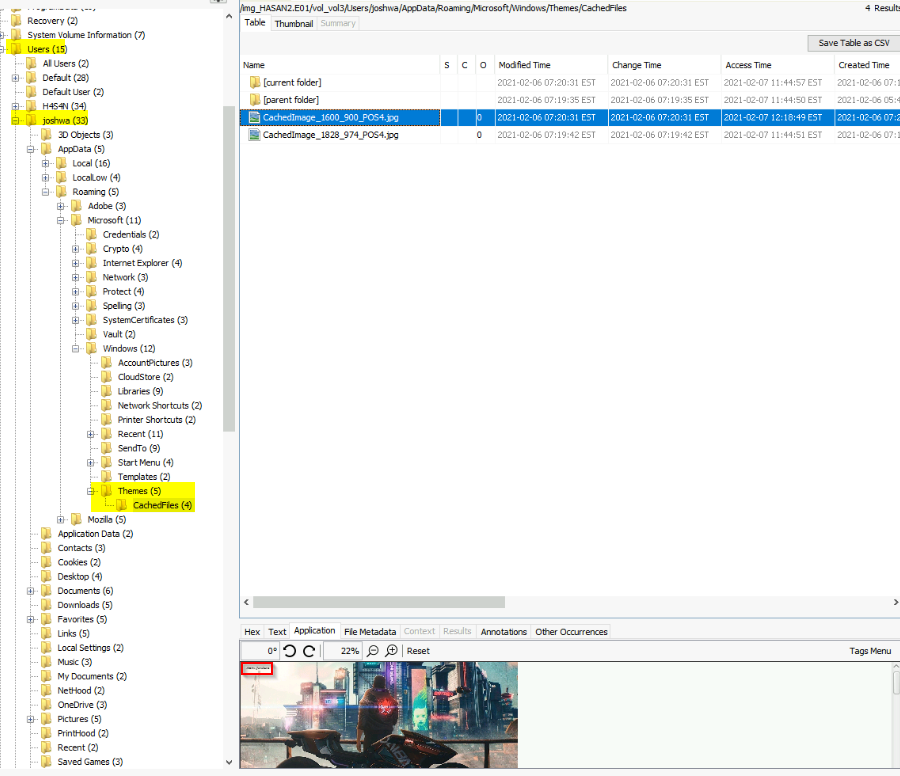 Recovery (2)
System Volume Information (7)
Users (15)
All Users (2)
Default (28)
Default User (2)
H4S4N (34)
joshwa (33)
3D Objects (3)
AppData (5)
Local (16)
LocalLow (4)
Roaming (5)
Adobe (3)
Microsoft (11)
Credentials (2)
Crypto (4)
Internet Explorer (4)
Network (3)
Protect (4)
Spelling (3)
SystemCertificates (3)
Vault (2)
Windows (12)
AccountPictures (3)
CloudStore (2)
Libraries (9)
Network Shortcuts (2)
Printer Shortcuts (2)
Recent (11)
SendTo (9)
Start Menu (4)
Templates (2)
Themes (5)
CachedFiles (4)
Mozilla (5)
Application Data (2)
Contacts (3)
Cookies (2)
Desktop (4)
Documents (6)
Downloads (5)
Favorites (5)
Links (5)
Local Settings (2)
Music (3)
My Documents (2)
NetHood (2)
OneDrive (3)
Pictures (5)
PrintHood (2)
Recent (2)
Saved Games (3)
/img_HASAN2.E01/vol_vol3/Users/joshwa/AppData/Roaming/Microsoft/Windows/Themes/CachedFiles 4 Results
Table Thumbnail Summary
Save Table as CSV
Name S C O Modified Time Change Time Access Time Created Time
[current folder] 2021-02-06 07:20:31 EST 2021-02-06 07:20:31 EST 2021-02-07 11:44:57 EST 2021-02-06 07:1
[parent folder] 2021-02-06 07:19:35 EST 2021-02-06 07:19:35 EST 2021-02-07 11:44:50 EST 2021-02-06 05:4
CachedImage_1600_900_POS4.jpg 0 2021-02-06 07:20:31 EST 2021-02-06 07:20:31 EST 2021-02-07 12:18:49 EST 2021-02-06 07:2
CachedImage_1828_974_POS4.jpg 0 2021-02-06 07:19:42 EST 2021-02-06 07:19:42 EST 2021-02-07 11:44:51 EST 2021-02-06 07:1
Hex Text Application File Metadata Context Results Annotations Other Occurrences
0° 22% Reset Tags Menu